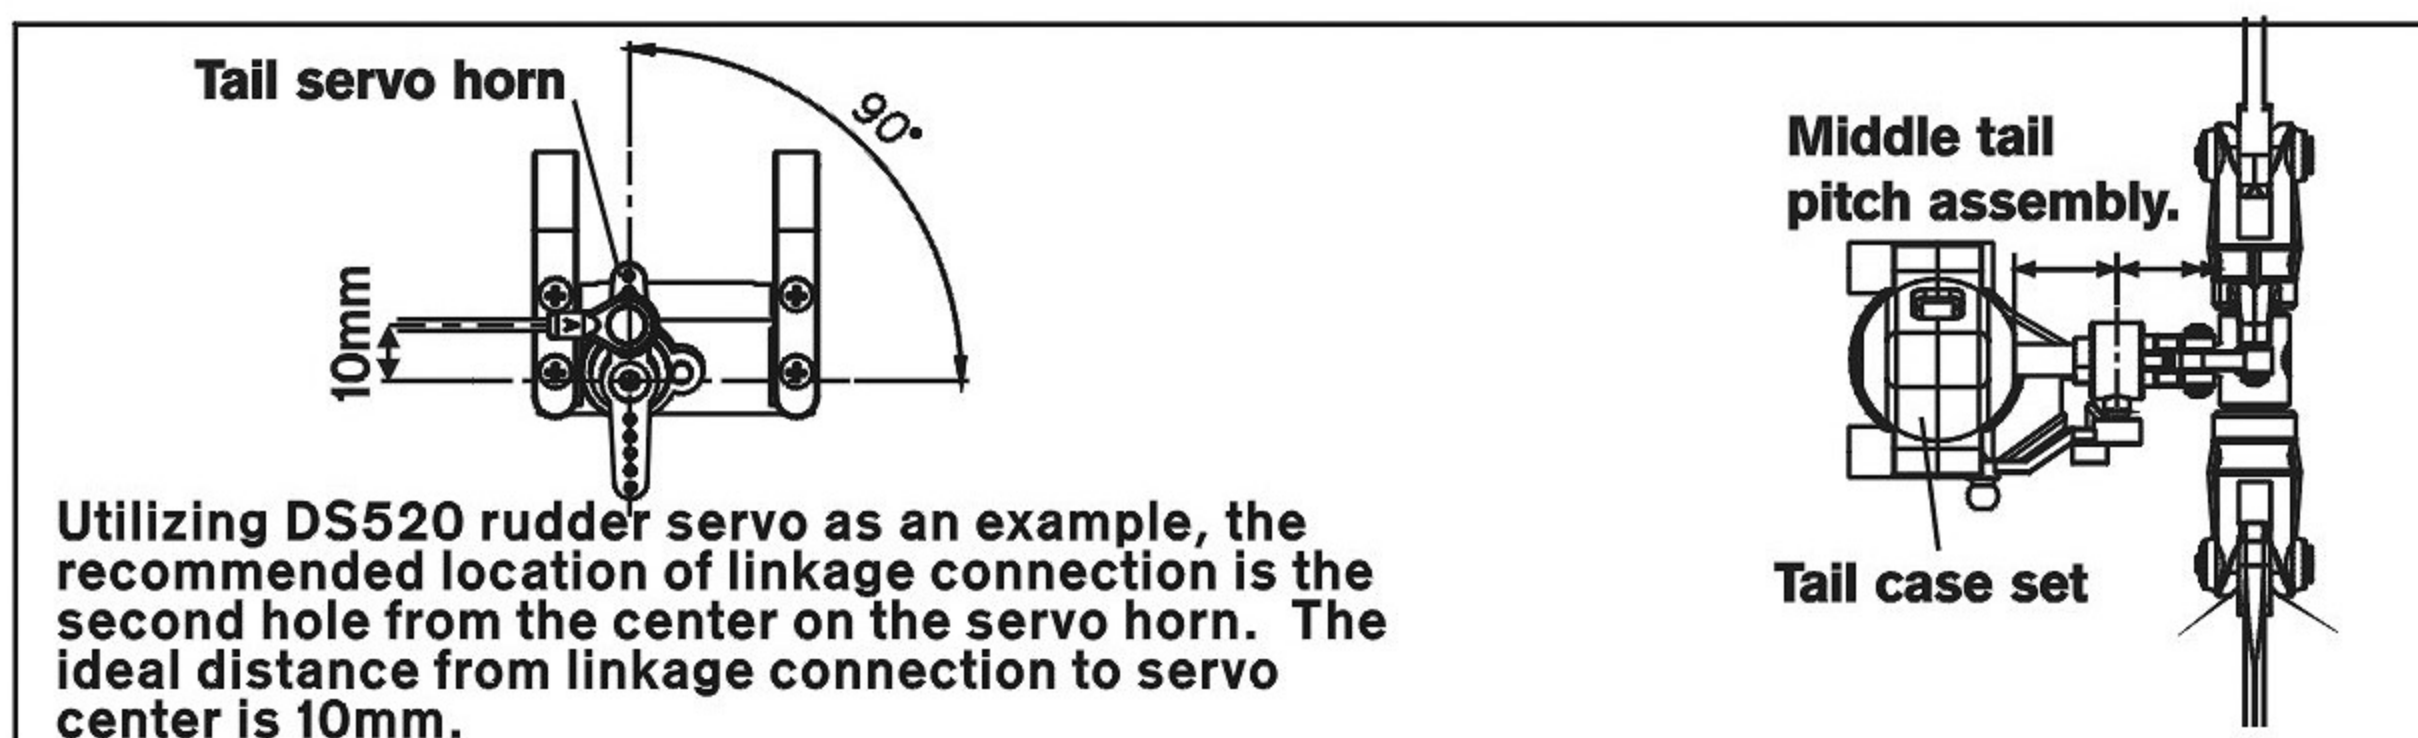 Tail servo horn
90°
10mm
Utilizing DS520 rudder servo as an example, the
recommended location of linkage connection is the
second hole from the center on the servo horn.  The
ideal distance from linkage connection to servo
center is 10mm.
Middle tail
pitch assembly.
Tail case set